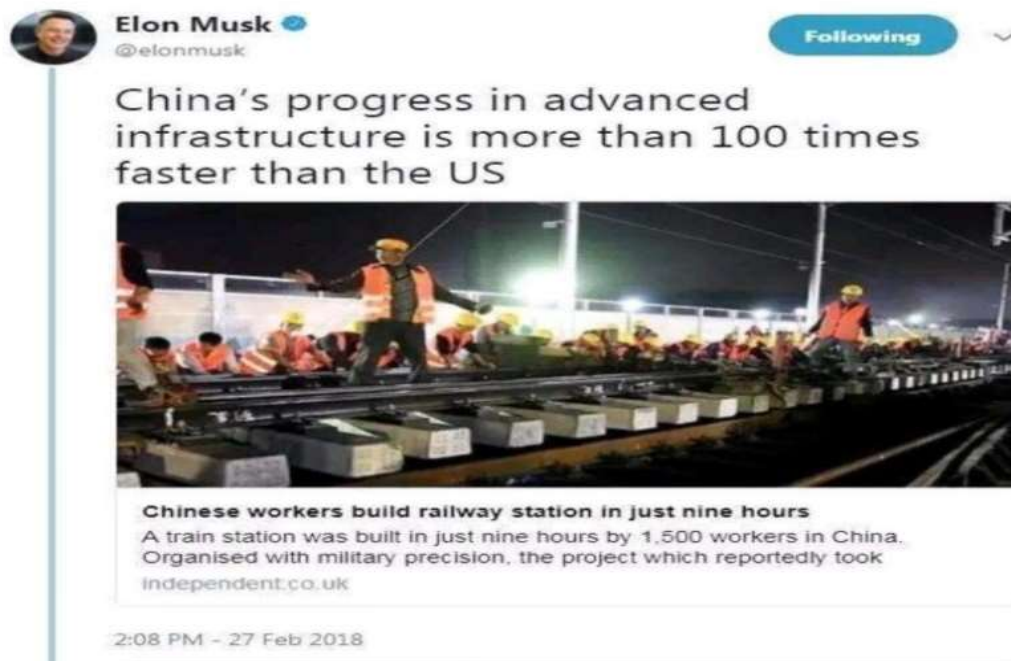 Elon Musk
@elonmusk
Following
China's progress in advanced
infrastructure is more than 100 times
faster than the US
Chinese workers build railway station in just nine hours
A train station was built in just nine hours by 1,500 workers in China.
Organised with military precision, the project which reportedly took
independent.co.uk
2:08 PM - 27 Feb 2018